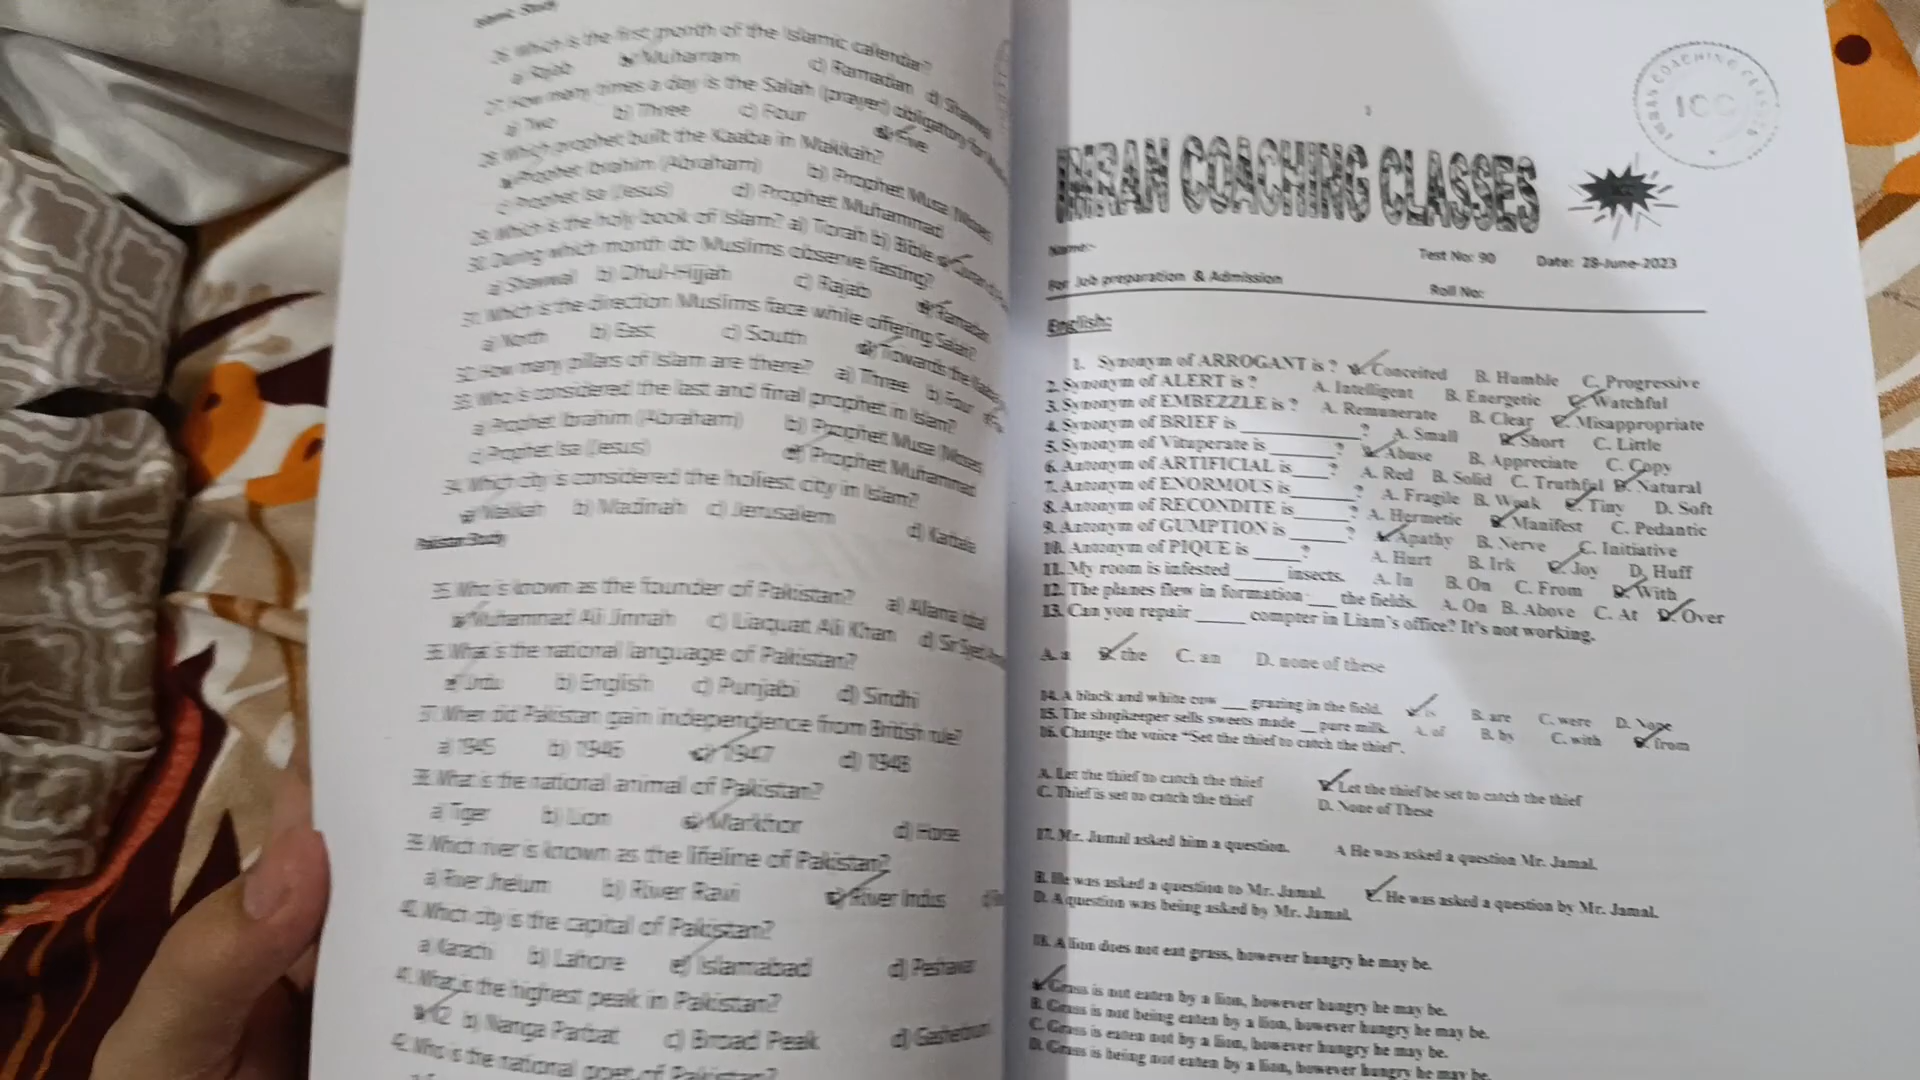 Islamic Study
26. Which is the first month of the Islamic calendar?
a) Rajab b) Muharram c) Ramadan d) Shawwal
27. How many times a day is the Salah (prayer) obligatory for
a) Two b) Three c) Four d) Five
28. Which prophet built the Kaaba in Makkah?
a) Prophet Ibrahim (Abraham) b) Prophet Musa (Moses)
c) Prophet Isa (Jesus) d) Prophet Muhammad
29. Which is the holy book of Islam? a) Torah b) Bible c) Quran d)
30. During which month do Muslims observe fasting?
a) Shawwal b) Dhul-Hijjah c) Rajab d) Ramadan
31. Which is the direction Muslims face while offering Salah?
a) North b) East c) South d) Towards the
32. How many pillars of Islam are there? a) Three b) Four
33. Who is considered the last and final prophet in Islam?
a) Prophet Ibrahim (Abraham) b) Prophet Musa (Moses
c) Prophet Isa (Jesus) d) Prophet Muhammad
34. Which city is considered the holiest city in Islam?
a) Makkah b) Madinah c) Jerusalem d) Karbala
Pakistan Study
35. Who is known as the founder of Pakistan? a) Allama Iqbal
b) Muhammad Ali Jinnah c) Liaquat Ali Khan d) Sir Syed
36. What is the national language of Pakistan?
a) Urdu b) English c) Punjabi d) Sindhi
37. When did Pakistan gain independence from British rule?
a) 1945 b) 1946 c) 1947 d) 1948
38. What is the national animal of Pakistan?
a) Tiger b) Lion c) Markhor d) Horse
39. Which river is known as the lifeline of Pakistan?
a) River Jhelum b) River Ravi c) River Indus
40. Which city is the capital of Pakistan?
a) Karachi b) Lahore c) Islamabad d) Peshawar
41. What is the highest peak in Pakistan?
a) K2 b) Nanga Parbat c) Broad Peak d) Gasherbrum
42. Who is the national poet of Pakistan?
IMRAN COACHING CLASSES
ICC
IMRAN COACHING CLASSES
Name:-
Test No: 90 Date: 28-June-2023
For Job preparation & Admission
Roll No:
English:
1. Synonym of ARROGANT is ? A. Conceited B. Humble C. Progressive
2. Synonym of ALERT is ? A. Intelligent B. Energetic C. Watchful
3. Synonym of EMBEZZLE is ? A. Remunerate B. Clear C. Misappropriate
4. Synonym of BRIEF is ____________? A. Small B. Short C. Little
5. Synonym of Vituperate is ______? A. Abuse B. Appreciate C. Copy
6. Antonym of ARTIFICIAL is ____? A. Red B. Solid C. Truthful D. Natural
7. Antonym of ENORMOUS is______? A. Fragile B. Weak C. Tiny D. Soft
8. Antonym of RECONDITE is _____? A. Hermetic B. Manifest C. Pedantic
9. Antonym of GUMPTION is _____? A. Apathy B. Nerve C. Initiative
10. Antonym of PIQUE is ____? A. Hurt B. Irk C. Joy D. Huff
11. My room is infested ____ insects. A. In B. On C. From D. With
12. The planes flew in formation ___ the fields. A. On B. Above C. At D. Over
13. Can you repair _____ compter in Liam's office? It's not working.
A. a B. the C. an D. none of these
14. A black and white cow ___ grazing in the field. A. is B. are C. were D. None
15. The shopkeeper sells sweets made __ pure milk. A. of B. by C. with D. from
16. Change the voice “Set the thief to catch the thief”.
A. Let the thief to catch the thief B. Let the thief be set to catch the thief
C. Thief is set to catch the thief D. None of These
17. Mr. Jamal asked him a question. A He was asked a question Mr. Jamal.
B. He was asked a question to Mr. Jamal. C. He was asked a question by Mr. Jamal.
D. A question was being asked by Mr. Jamal.
18. A lion does not eat grass, however hungry he may be.
A. Grass is not eaten by a lion, however hungry he may be.
B. Grass is not being eaten by a lion, however hungry he may be.
C. Grass is eaten not by a lion, however hungry he may be.
D. Grass is being not eaten by a lion, however hungry he may be.